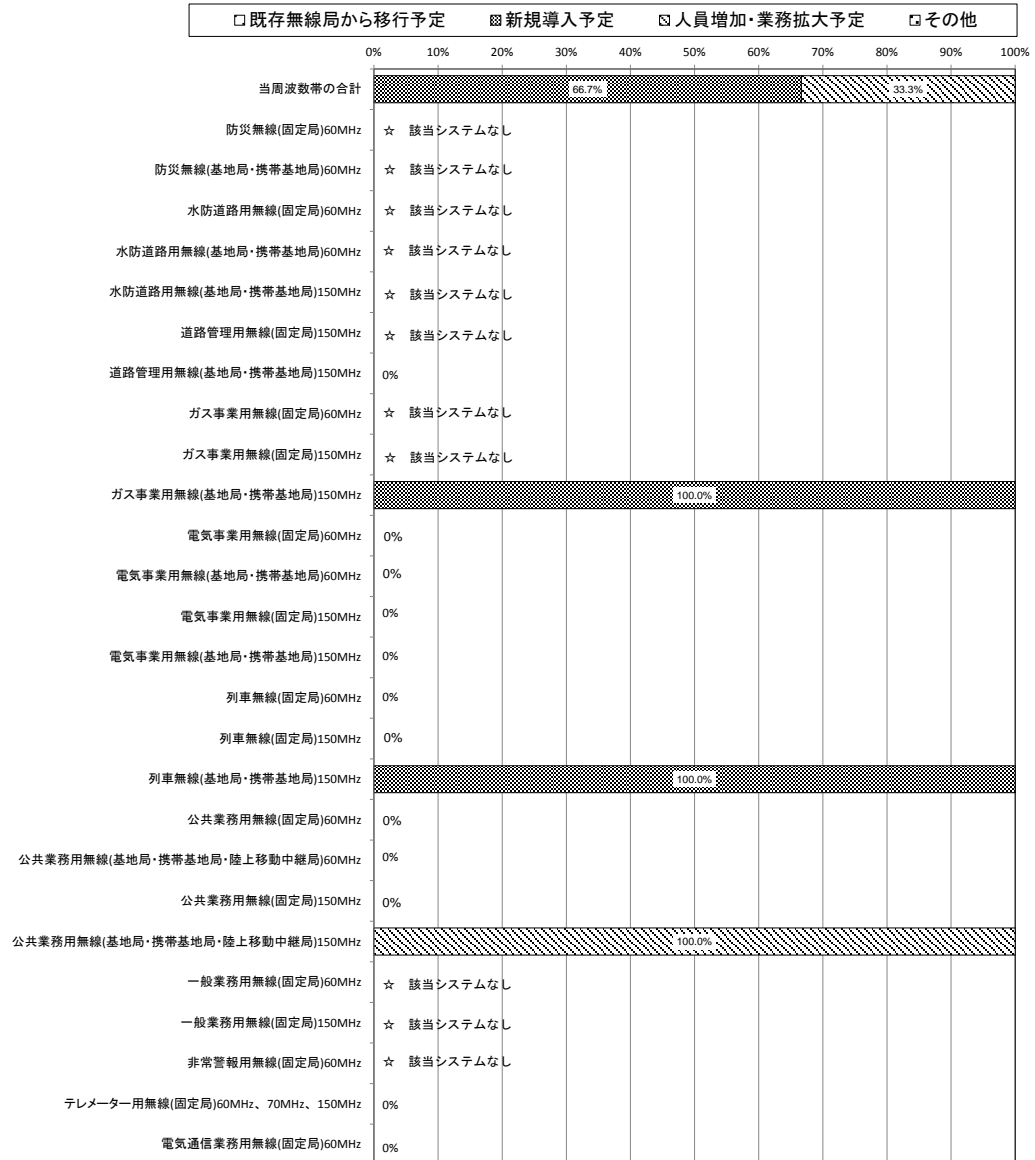 既存無線局から移行予定 新規導入予定 人員増加・業務拡大予定 その他
0% 10% 20% 30% 40% 50% 60% 70% 80% 90% 100%
当周波数帯の合計 66.7% 33.3%
防災無線(固定局)60MHz ☆ 該当システムなし
防災無線(基地局・携帯基地局)60MHz ☆ 該当システムなし
水防道路用無線(固定局)60MHz ☆ 該当システムなし
水防道路用無線(基地局・携帯基地局)60MHz ☆ 該当システムなし
水防道路用無線(基地局・携帯基地局)150MHz ☆ 該当システムなし
道路管理用無線(固定局)150MHz ☆ 該当システムなし
道路管理用無線(基地局・携帯基地局)150MHz 0%
ガス事業用無線(固定局)60MHz ☆ 該当システムなし
ガス事業用無線(固定局)150MHz ☆ 該当システムなし
ガス事業用無線(基地局・携帯基地局)150MHz 100.0%
電気事業用無線(固定局)60MHz 0%
電気事業用無線(基地局・携帯基地局)60MHz 0%
電気事業用無線(固定局)150MHz 0%
電気事業用無線(基地局・携帯基地局)150MHz 0%
列車無線(固定局)60MHz 0%
列車無線(固定局)150MHz 0%
列車無線(基地局・携帯基地局)150MHz 100.0%
公共業務用無線(固定局)60MHz 0%
公共業務用無線(基地局・携帯基地局・陸上移動中継局)60MHz 0%
公共業務用無線(固定局)150MHz 0%
公共業務用無線(基地局・携帯基地局・陸上移動中継局)150MHz 100.0%
一般業務用無線(固定局)60MHz ☆ 該当システムなし
一般業務用無線(固定局)150MHz ☆ 該当システムなし
非常警報用無線(固定局)60MHz ☆ 該当システムなし
テレメーター用無線(固定局)60MHz、70MHz、150MHz 0%
電気通信業務用無線(固定局)60MHz 0%